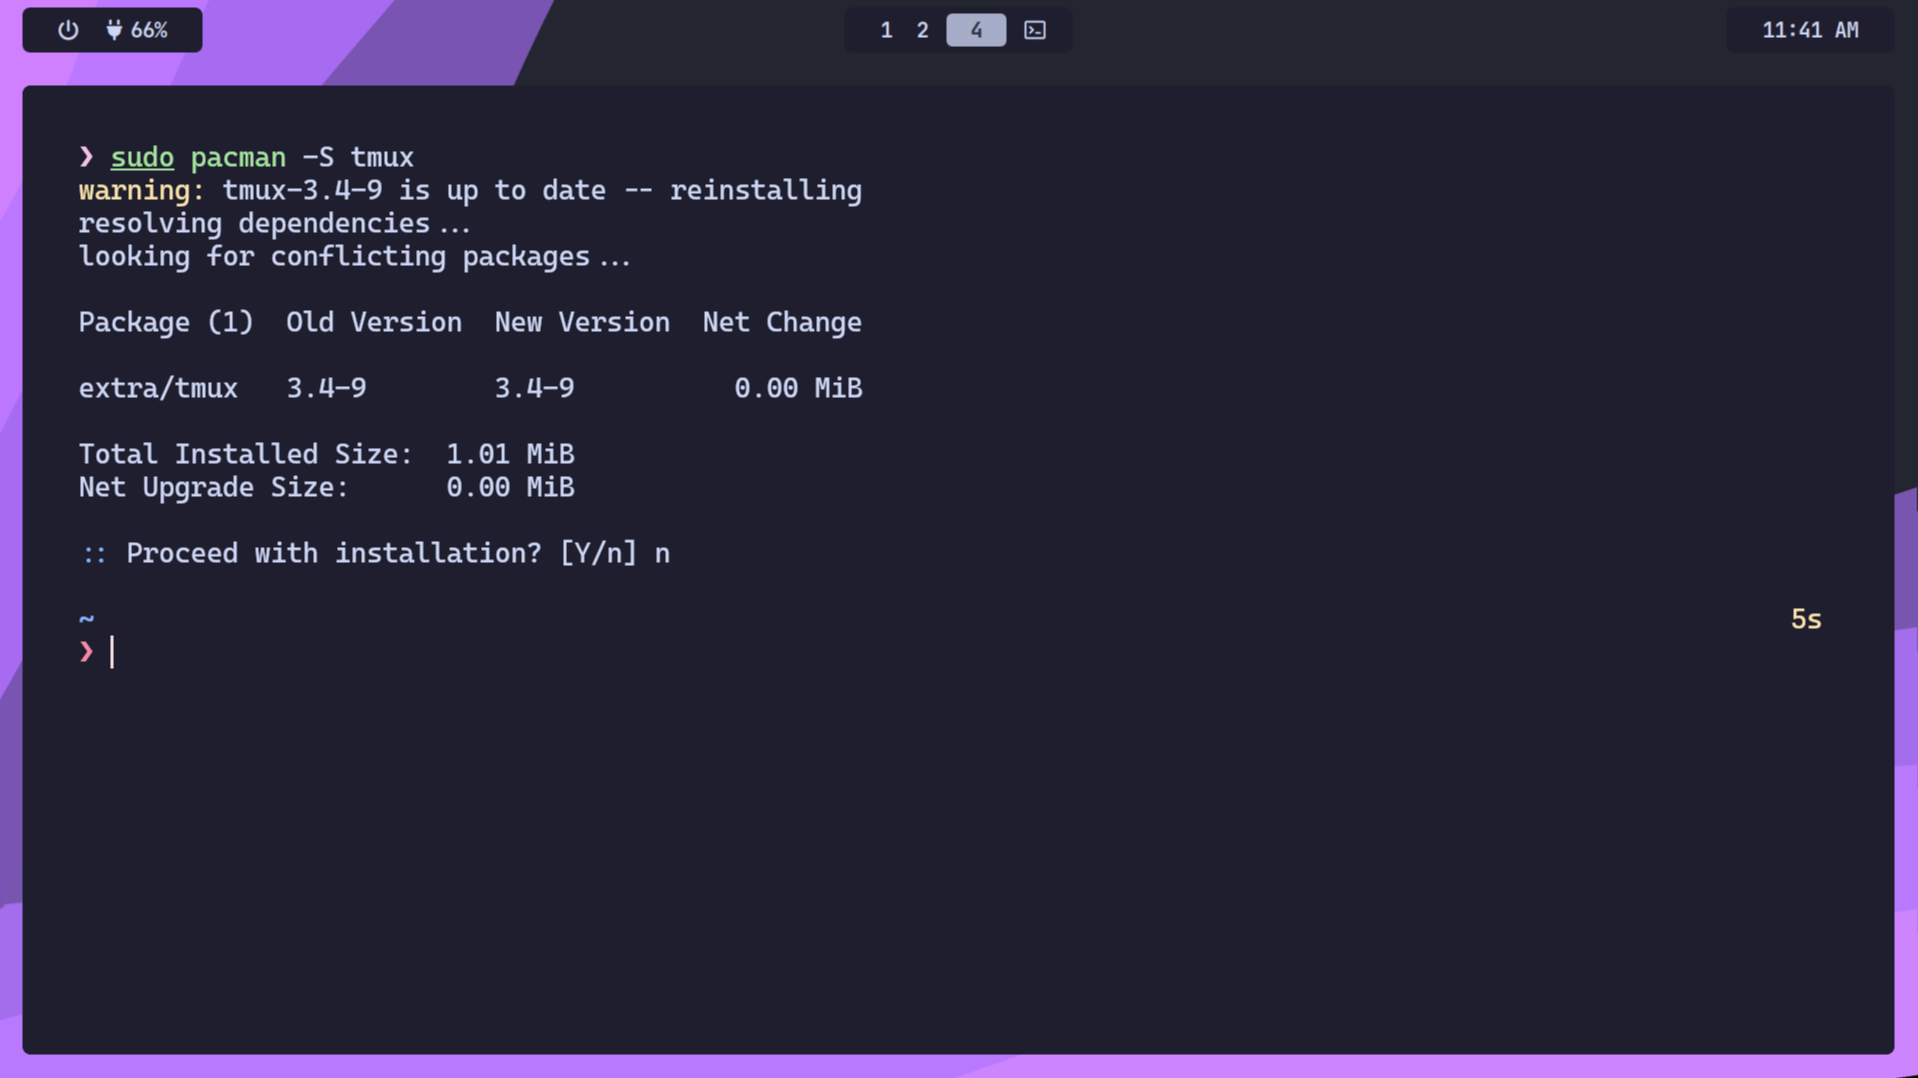 66%
1 2 4
11:41 AM
❯ sudo pacman -S tmux
warning: tmux-3.4-9 is up to date -- reinstalling
resolving dependencies...
looking for conflicting packages...
Package (1)  Old Version  New Version  Net Change
extra/tmux   3.4-9        3.4-9          0.00 MiB
Total Installed Size:  1.01 MiB
Net Upgrade Size:      0.00 MiB
:: Proceed with installation? [Y/n] n
~ 5s
❯